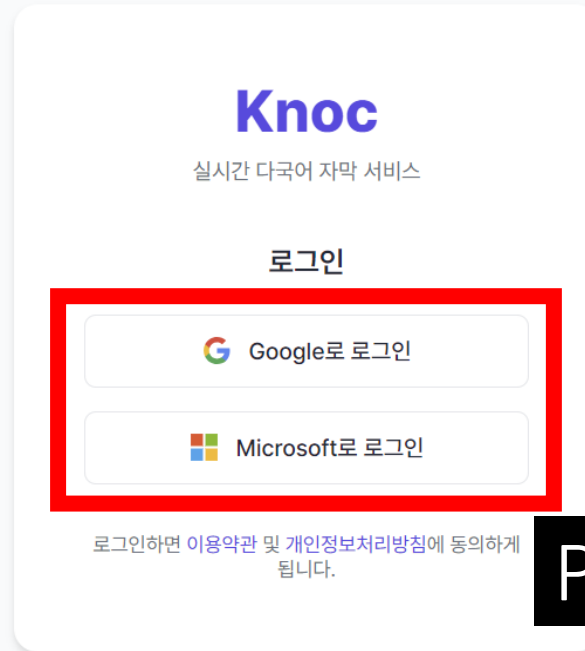 Knoc
실시간 다국어 자막 서비스
로그인
Google로 로그인
Microsoft로 로그인
로그인하면 이용약관 및 개인정보처리방침에 동의하게
됩니다.
P